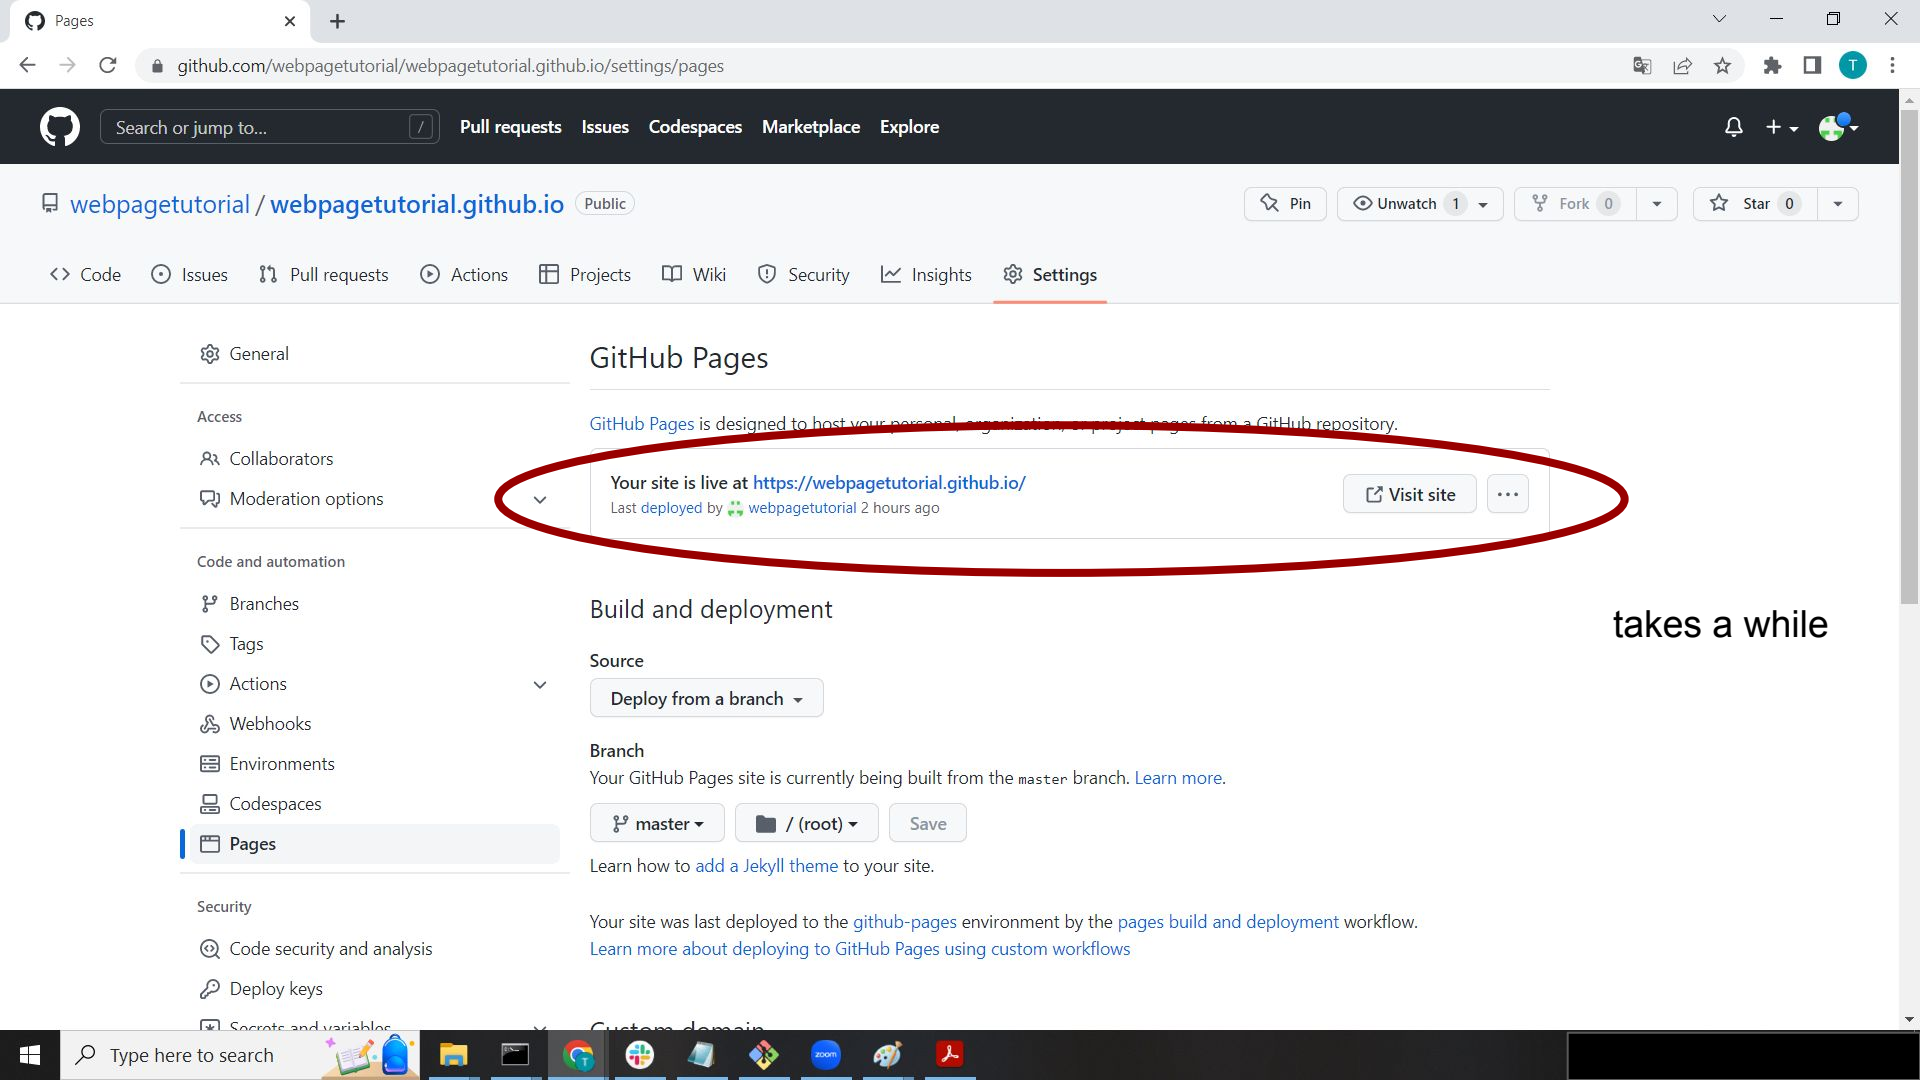 Pages
github.com/webpagetutorial/webpagetutorial.github.io/settings/pages
T
Search or jump to... /
Pull requests Issues Codespaces Marketplace Explore
webpagetutorial / webpagetutorial.github.io Public
Pin Unwatch 1 Fork 0 Star 0
Code Issues Pull requests Actions Projects Wiki Security Insights Settings
General
Access
Collaborators
Moderation options
Code and automation
Branches
Tags
Actions
Webhooks
Environments
Codespaces
Pages
Security
Code security and analysis
Deploy keys
Secrets and variables
GitHub Pages
GitHub Pages is designed to host your personal, organization, or project pages from a GitHub repository.
Your site is live at https://webpagetutorial.github.io/
Last deployed by webpagetutorial 2 hours ago
Visit site
Build and deployment
takes a while
Source
Deploy from a branch
Branch
Your GitHub Pages site is currently being built from the master branch. Learn more.
master / (root) Save
Learn how to add a Jekyll theme to your site.
Your site was last deployed to the github-pages environment by the pages build and deployment workflow.
Learn more about deploying to GitHub Pages using custom workflows
Custom domain
Type here to search
T
zoom